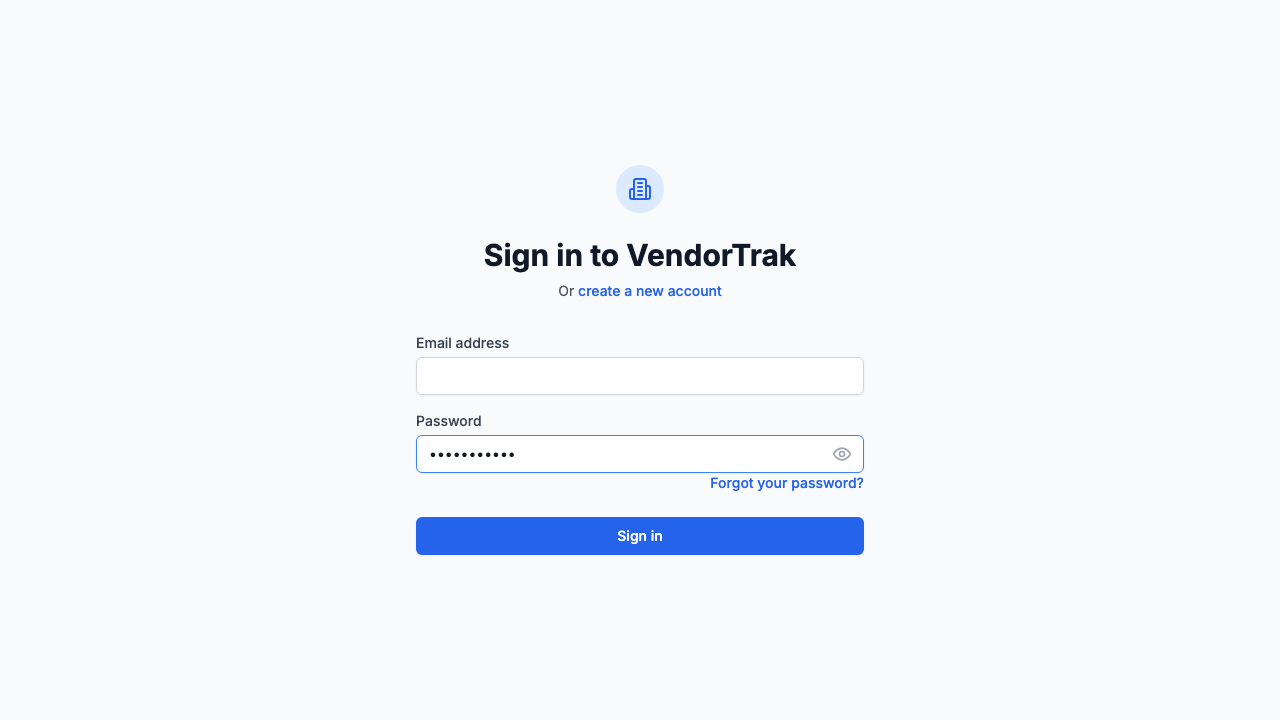 Sign in to VendorTrak
Or create a new account
Email address
Password
•••••••••••
Forgot your password?
Sign in